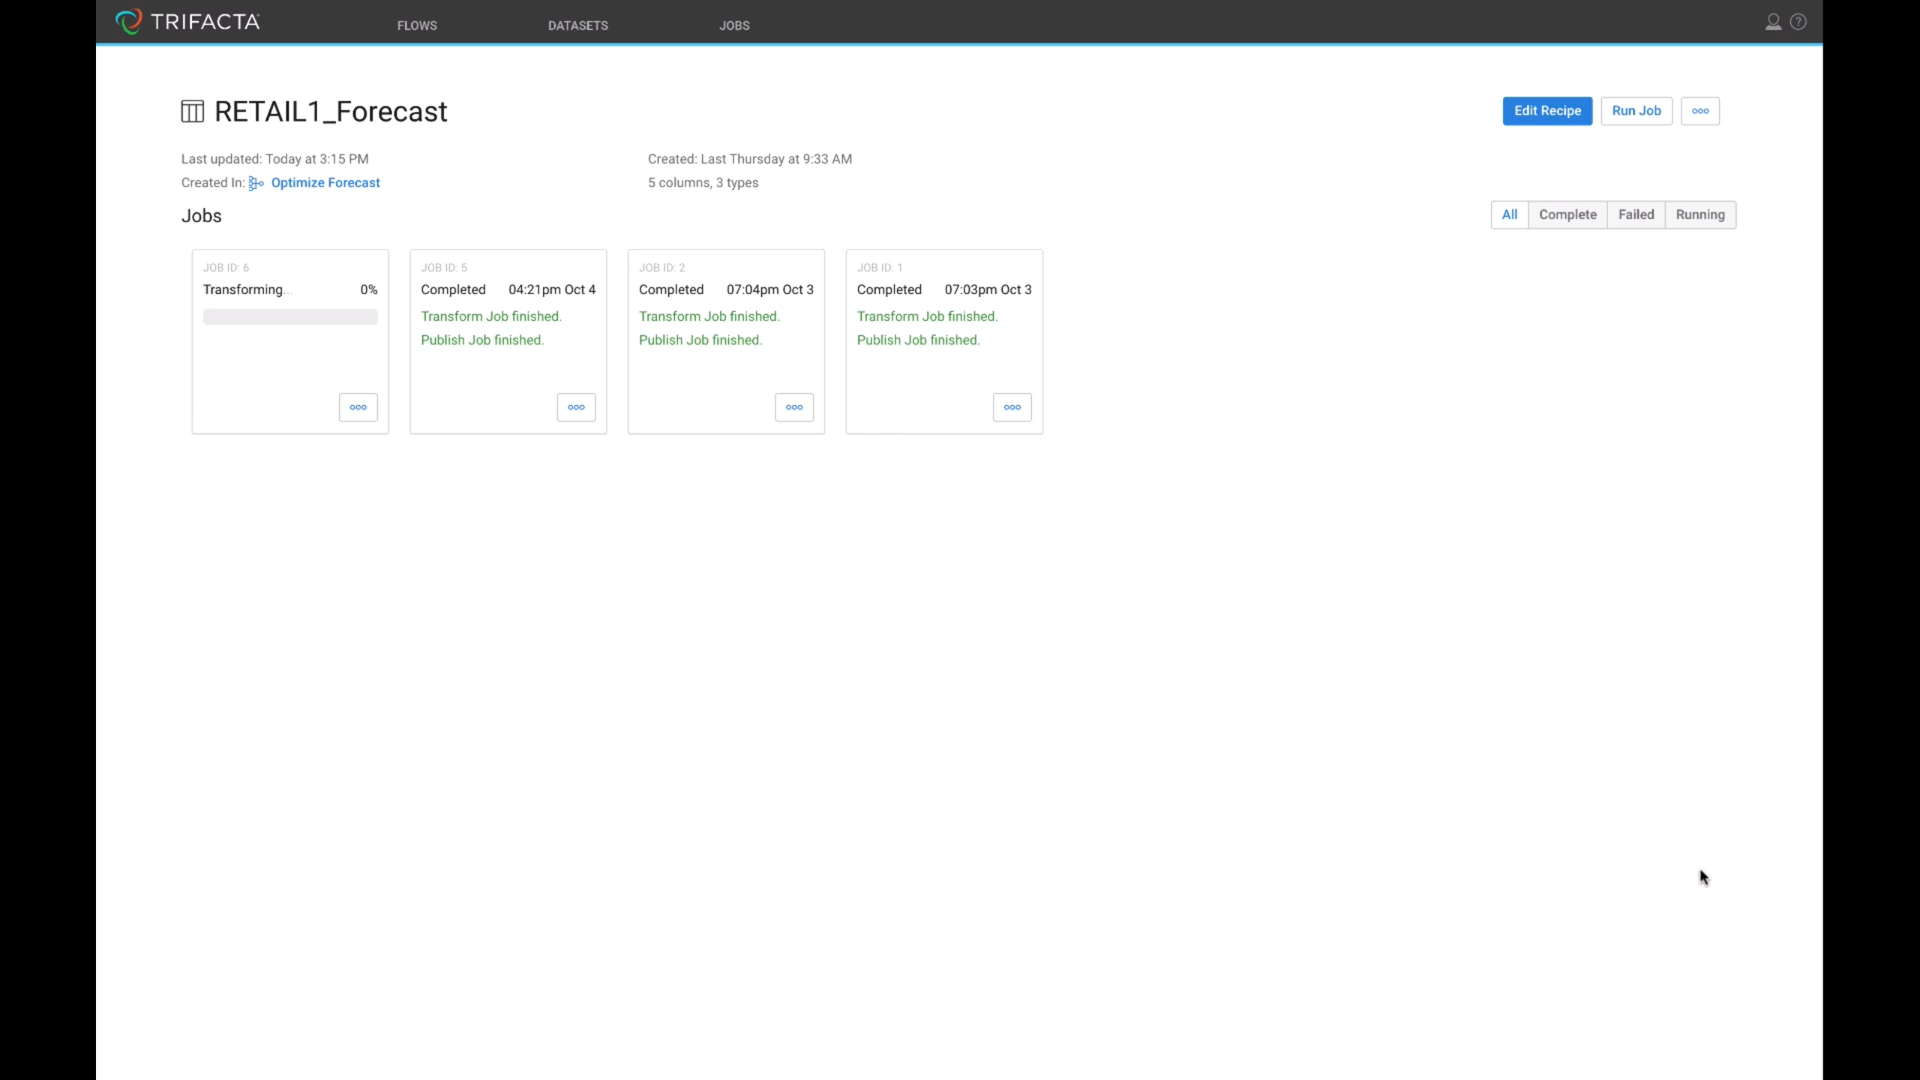 TRIFACTA FLOWS DATASETS JOBS
RETAIL1_Forecast Edit Recipe Run Job
Last updated: Today at 3:15 PM Created: Last Thursday at 9:33 AM
Created In: Optimize Forecast 5 columns, 3 types
Jobs All Complete Failed Running
JOB ID: 6
Transforming... 0%
JOB ID: 5
Completed 04:21pm Oct 4
Transform Job finished.
Publish Job finished.
JOB ID: 2
Completed 07:04pm Oct 3
Transform Job finished.
Publish Job finished.
JOB ID: 1
Completed 07:03pm Oct 3
Transform Job finished.
Publish Job finished.